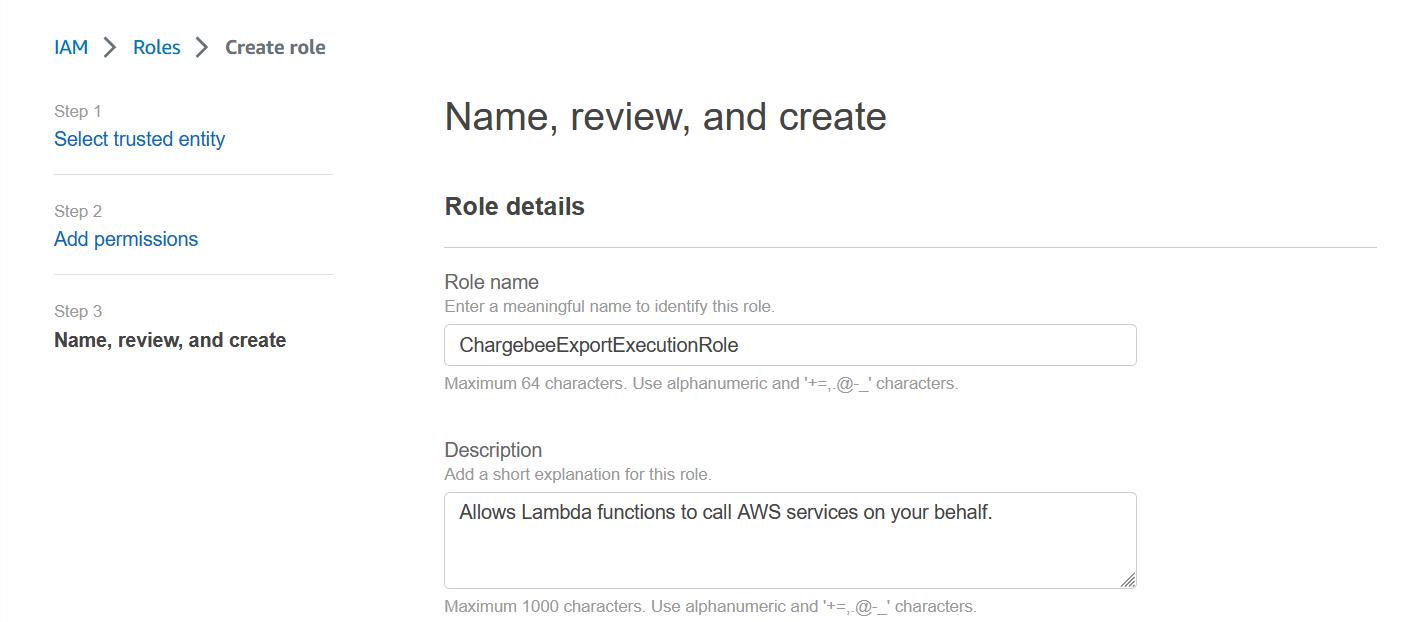 IAM > Roles > Create role
Step 1
Select trusted entity
Step 2
Add permissions
Step 3
Name, review, and create
Name, review, and create
Role details
Role name
Enter a meaningful name to identify this role.
ChargebeeExportExecutionRole
Maximum 64 characters. Use alphanumeric and '+=,.@-_' characters.
Description
Add a short explanation for this role.
Allows Lambda functions to call AWS services on your behalf.
Maximum 1000 characters. Use alphanumeric and '+=,.@-_' characters.